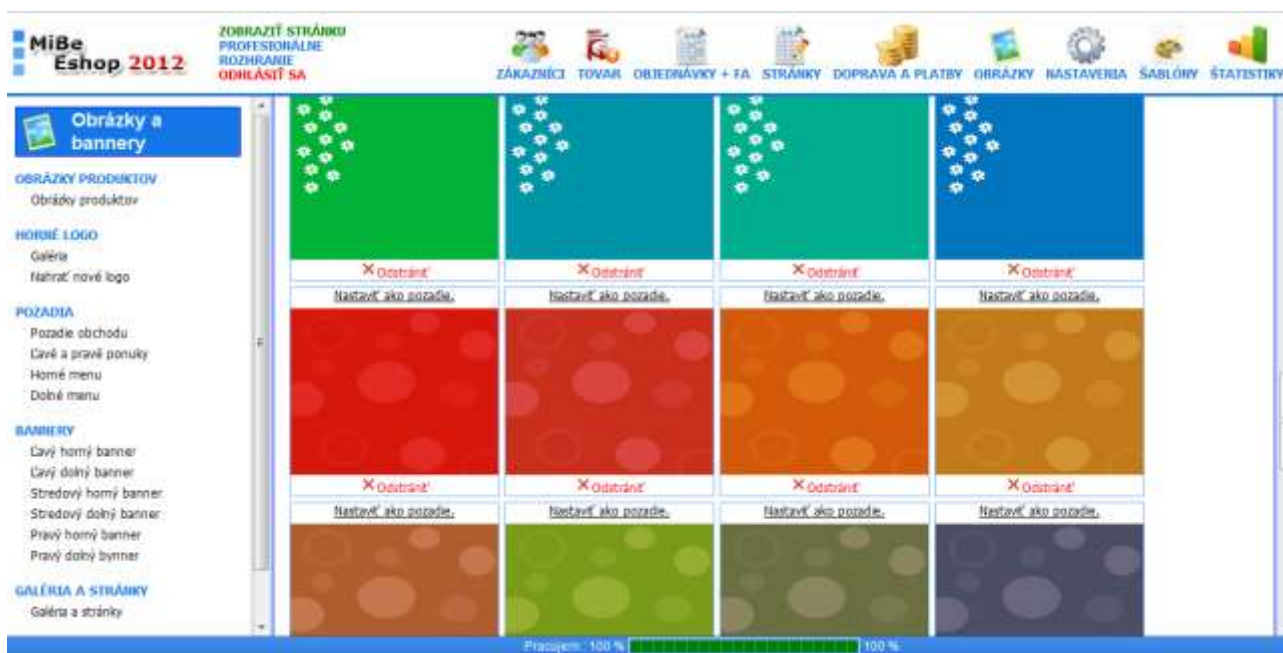 MiBe
Eshop 2012
ZOBRAZIŤ STRÁNKU
PROFESIONÁLNE
ROZHRANIE
ODHLÁSIŤ SA
ZÁKAZNÍCI TOVAR OBJEDNÁVKY + FA STRÁNKY DOPRAVA A PLATBY OBRÁZKY NASTAVENIA ŠABLÓNY ŠTATISTIKY
Obrázky a
bannery
OBRÁZKY PRODUKTOV
Obrázky produktov
HORNÉ LOGO
Galéria
Nahrať nové logo
POZADIA
Pozadie obchodu
Ľavé a pravé ponuky
Horné menu
Dolné menu
BANNERY
Ľavý horný banner
Ľavý dolný banner
Stredový horný banner
Stredový dolný banner
Pravý horný banner
Pravý dolný bynner
GALÉRIA A STRÁNKY
Galéria a stránky
Odstrániť Odstrániť Odstrániť Odstrániť
Nastaviť ako pozadie. Nastaviť ako pozadie. Nastaviť ako pozadie. Nastaviť ako pozadie.
Odstrániť Odstrániť Odstrániť Odstrániť
Nastaviť ako pozadie. Nastaviť ako pozadie. Nastaviť ako pozadie. Nastaviť ako pozadie.
Pracujem: 100 % 100 %